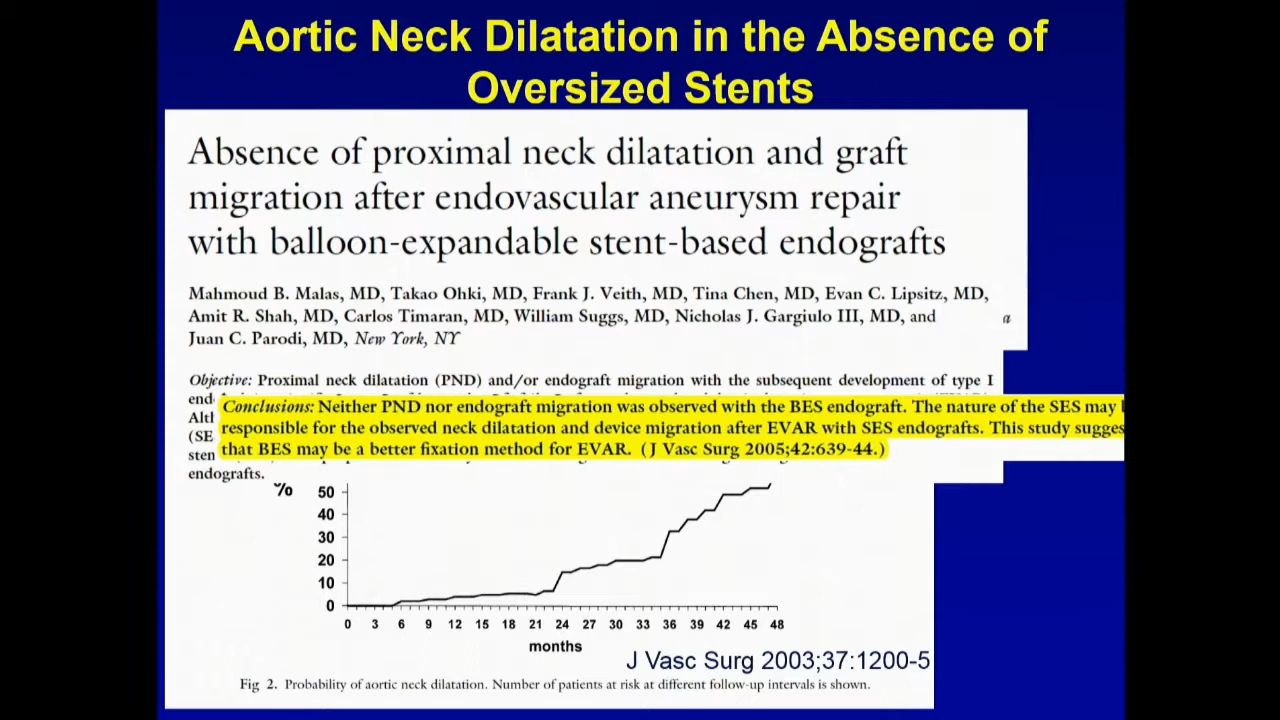 Aortic Neck Dilatation in the Absence of
Oversized Stents
Absence of proximal neck dilatation and graft
migration after endovascular aneurysm repair
with balloon-expandable stent-based endografts
Mahmoud B. Malas, MD, Takao Ohki, MD, Frank J. Veith, MD, Tina Chen, MD, Evan C. Lipsitz, MD,
Amit R. Shah, MD, Carlos Timaran, MD, William Suggs, MD, Nicholas J. Gargiulo III, MD, and
a
Juan C. Parodi, MD, New York, NY
Objective: Proximal neck dilatation (PND) and/or endograft migration with the subsequent development of type I
end
Conclusions: Neither PND nor endograft migration was observed with the BES endograft. The nature of the SES may
Alt
responsible for the observed neck dilatation and device migration after EVAR with SES endografts. This study sugges
(SE
that BES may be a better fixation method for EVAR. (J Vasc Surg 2005;42:639-44.)
sten
endografts.
%
50
40
30
20
10
0
0 3 6 9 12 15 18 21 24 27 30 33 36 39 42 45 48
months
J Vasc Surg 2003;37:1200-5
Fig 2. Probability of aortic neck dilatation. Number of patients at risk at different follow-up intervals is shown.